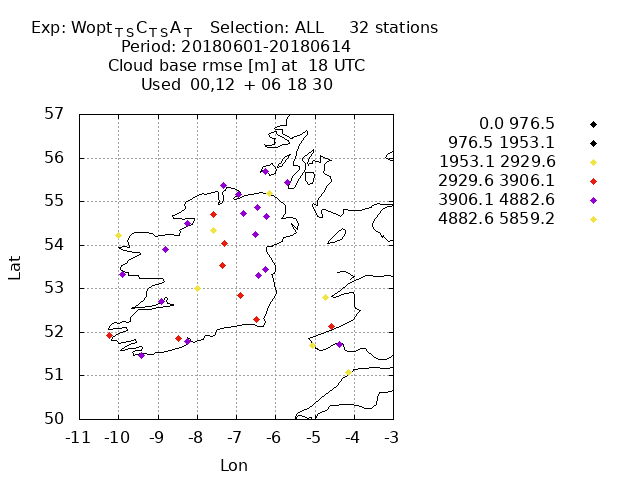 Exp: Wopt_TSC_TSA_T Selection: ALL 32 stations
Period: 20180601-20180614
Cloud base rmse [m] at 18 UTC
Used 00,12 + 06 18 30
57
56
55
54
53
52
51
50
-11 -10 -9 -8 -7 -6 -5 -4 -3
Lat
Lon
0.0 976.5
976.5 1953.1
1953.1 2929.6
2929.6 3906.1
3906.1 4882.6
4882.6 5859.2